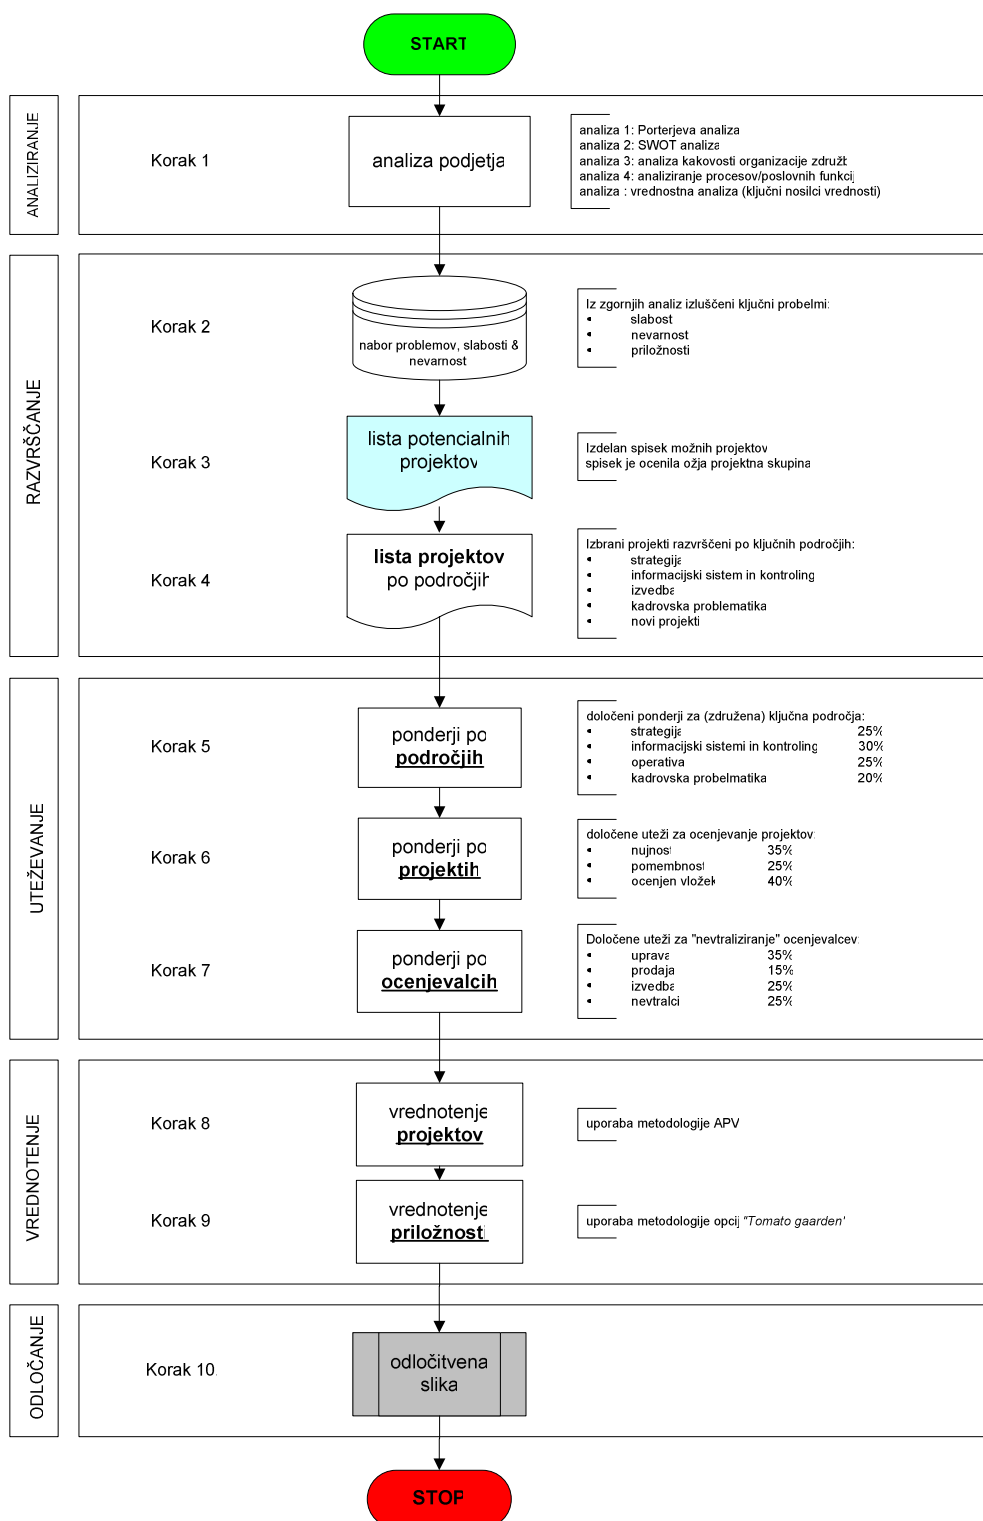 START
ANALIZIRANJE
Korak 1
analiza podjetja
analiza 1: Porterjeva analiza
analiza 2: SWOT analiza
analiza 3: analiza kakovosti organizacije združb
analiza 4: analiziranje procesov/poslovnih funkcij
analiza : vrednostna analiza (ključni nosilci vrednosti)
RAZVRŠČANJE
Korak 2
nabor problemov, slabosti &
nevarnost
Iz zgornjih analiz izluščeni ključni probelmi:
• slabost
• nevarnost
• priložnosti
Korak 3
lista potencialnih
projektov
Izdelan spisek možnih projektov
spisek je ocenila ožja projektna skupina
Korak 4
lista projektov
po področjih
Izbrani projekti razvrščeni po ključnih področjih:
• strategija
• informacijski sistem in kontroling
• izvedba
• kadrovska problematika
• novi projekti
UTEŽEVANJE
Korak 5
ponderji po
področjih
določeni ponderji za (združena) ključna področja:
• strategija 25%
• informacijski sistemi in kontroling 30%
• operativa 25%
• kadrovska probelmatika 20%
Korak 6
ponderji po
projektih
določene uteži za ocenjevanje projektov:
• nujnost 35%
• pomembnost 25%
• ocenjen vložek 40%
Korak 7
ponderji po
ocenjevalcih
Določene uteži za "nevtraliziranje" ocenjevalcev:
• uprava 35%
• prodaja 15%
• izvedba 25%
• nevtralci 25%
VREDNOTENJE
Korak 8
vrednotenje
projektov
uporaba metodologije APV
Korak 9
vrednotenje
priložnosti
uporaba metodologije opcij "Tomato gaarden"
ODLOČANJE
Korak 10.
odločitvena
slika
STOP